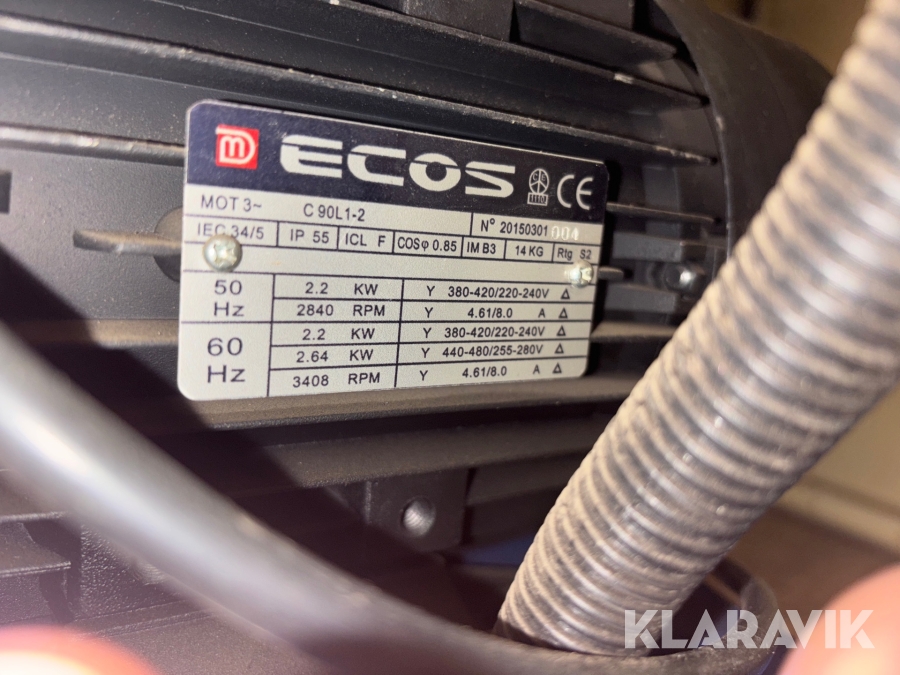 m ECOS CE
MOT 3~ C 90L1-2 N° 20150301 004
IEC 34/5 IP 55 ICL F COS φ 0.85 IM B3 14 KG Rtg S2
50 Hz 2.2 KW Y 380-420/220-240V Δ
2840 RPM Y 4.61/8.0 A Δ
60 Hz 2.2 KW Y 380-420/220-240V Δ
2.64 KW Y 440-480/255-280V Δ
3408 RPM Y 4.61/8.0 A Δ
KLARAVIK